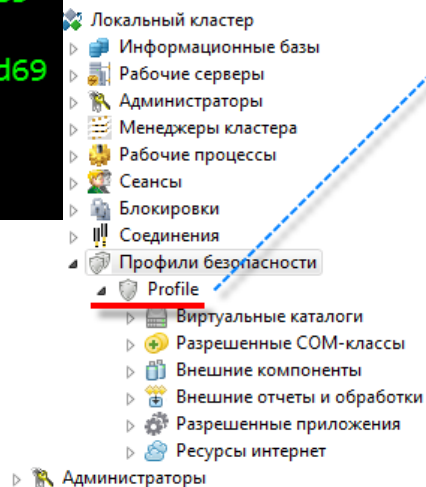 Локальный кластер
Информационные базы
d69
Рабочие серверы
Администраторы
Менеджеры кластера
Рабочие процессы
Сеансы
Блокировки
Соединения
Профили безопасности
Profile
Виртуальные каталоги
Разрешенные COM-классы
Внешние компоненты
Внешние отчеты и обработки
Разрешенные приложения
Ресурсы интернет
Администраторы